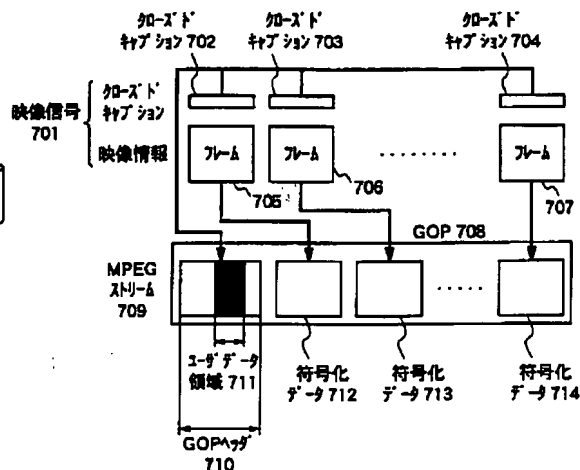 クローズド
キャプション 702
クローズド
キャプション 703
クローズド
キャプション 704
映像信号
701
クローズド
キャプション
映像情報
フレーム
フレーム
フレーム
705
706
707
GOP 708
MPEG
ストリーム
709
ユーザデータ
領域 711
符号化
データ 712
符号化
データ 713
符号化
データ 714
GOPヘッダ
710